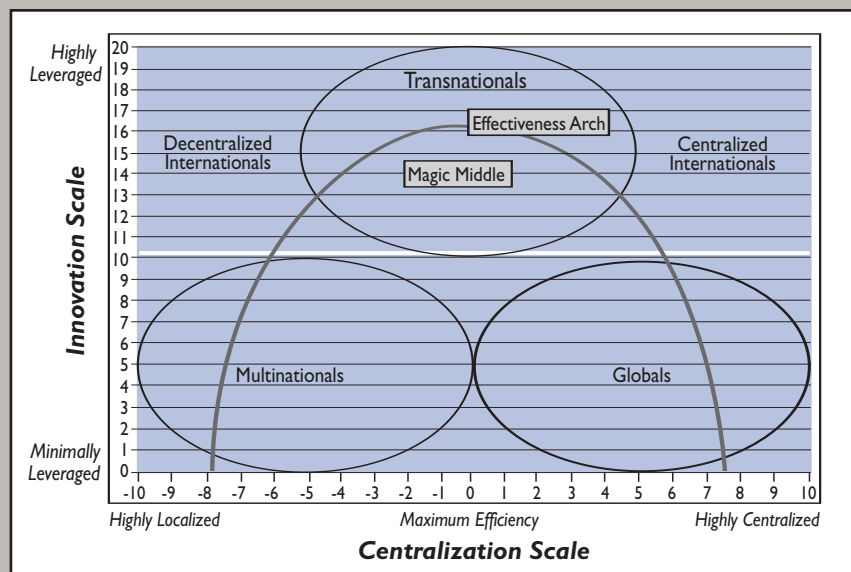 Highly
Leveraged
20
19
18
17
16
15
14
13
12
11
10
9
8
7
6
5
4
3
2
1
0
Minimally
Leveraged
Innovation Scale
Transnationals
Effectiveness Arch
Decentralized
Internationals
Centralized
Internationals
Magic Middle
Multinationals
Globals
-10 -9 -8 -7 -6 -5 -4 -3 -2 -1 0 1 2 3 4 5 6 7 8 9 10
Highly Localized Maximum Efficiency Highly Centralized
Centralization Scale